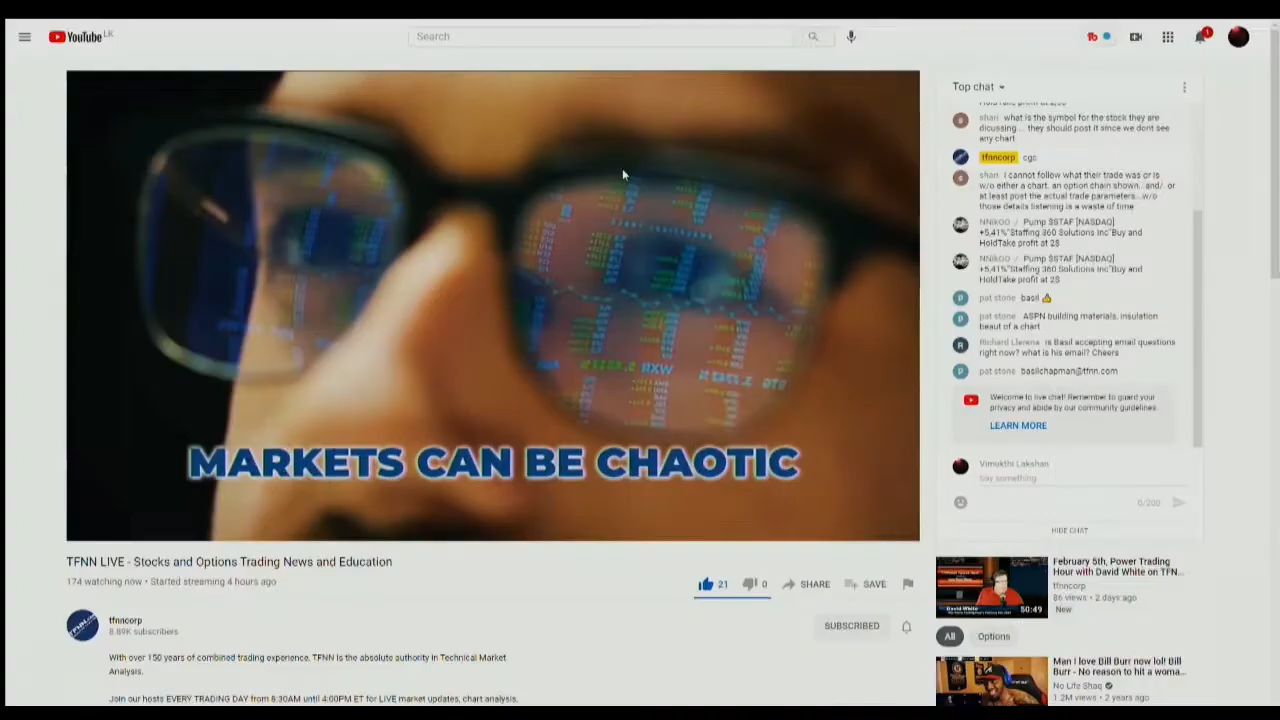 YouTube LK
Search
1
MARKETS CAN BE CHAOTIC
TFNN LIVE - Stocks and Options Trading News and Education
174 watching now • Started streaming 4 hours ago
21
0
SHARE
SAVE
tfnncorp
8.89K subscribers
SUBSCRIBED
With over 150 years of combined trading experience, TFNN is the absolute authority in Technical Market
Analysis.
Join our hosts EVERY TRADING DAY from 8:30AM until 4:00PM ET for LIVE market updates, chart analysis,
Top chat
shari what is the symbol for the stock they are
dicussing... they should post it since we dont see
any chart
tfnncorp cgc
shari I cannot follow what their trade was or is
w/o either a chart, an option chain shown.. and/ or
at least post the actual trade parameters...w/o
those details listening is a waste of time
NNikOO / Pump $STAF [NASDAQ]
+5,41%"Staffing 360 Solutions Inc"Buy and
HoldTake profit at 2$
NNikOO / Pump $STAF [NASDAQ]
+5,41%"Staffing 360 Solutions Inc"Buy and
HoldTake profit at 2$
pat stone basil 👍
pat stone ASPN building materials, insulation
beaut of a chart
Richard Llerena is Basil accepting email questions
right now? what is his email? Cheers
pat stone basilchapman@tfnn.com
Welcome to live chat! Remember to guard your
privacy and abide by our community guidelines.
LEARN MORE
Vimukthi Lakshan
Say something
0/200
HIDE CHAT
February 5th, Power Trading
Hour with David White on TFN...
tfnncorp
86 views • 2 days ago
New
David White
50:49
All
Options
Man I love Bill Burr now lol! Bill
Burr - No reason to hit a woma...
No Life Shaq
1.2M views • 2 years ago